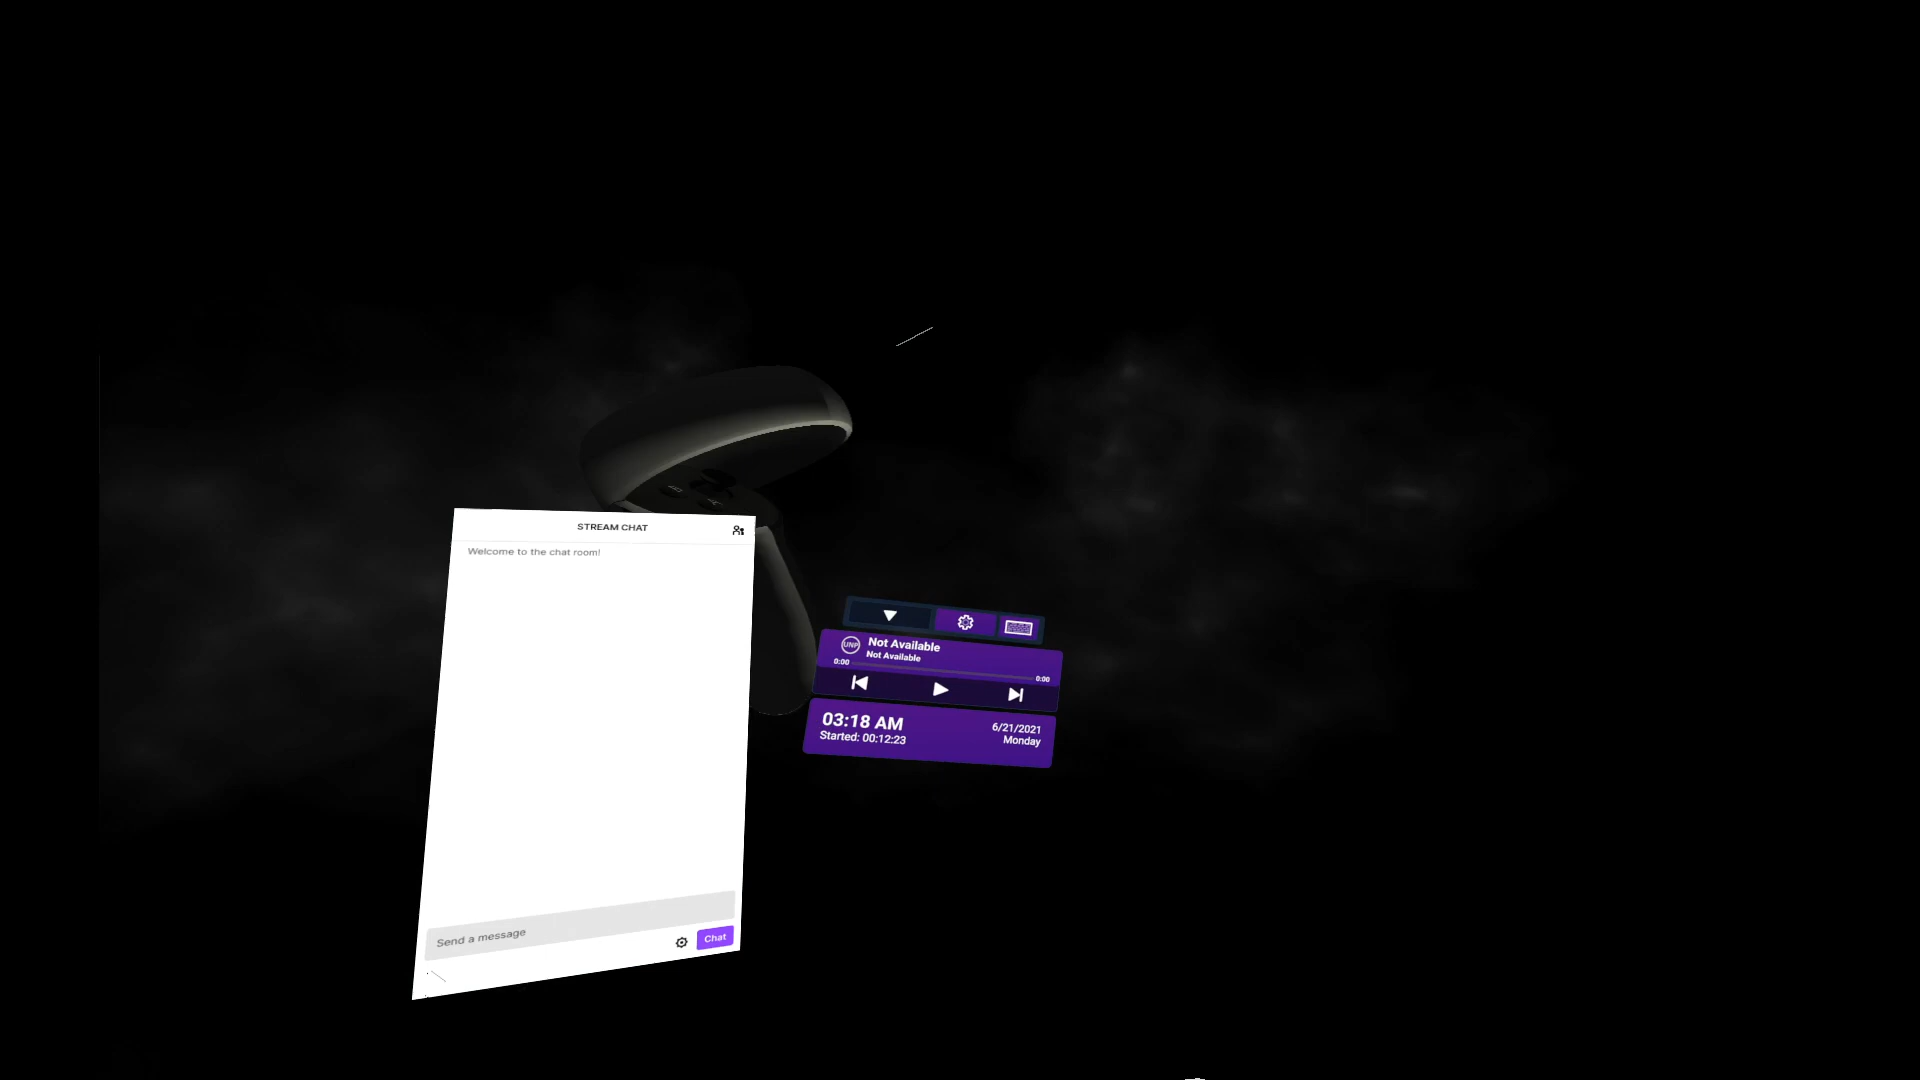 STREAM CHAT
Welcome to the chat room!
Send a message
Chat
UNP
Not Available
Not Available
0:00
0:00
03:18 AM
Started: 00:12:23
6/21/2021
Monday